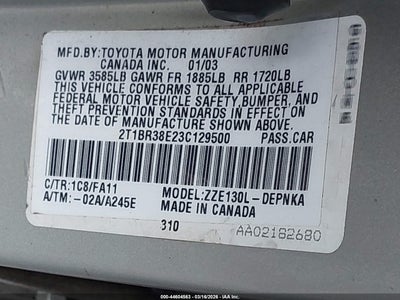 MFD.BY:TOYOTA MOTOR MANUFACTURING
CANADA INC. 01/03
GVWR 3585LB GAWR FR 1885LB RR 1720LB
THIS VEHICLE CONFORMS TO ALL APPLICABLE
FEDERAL MOTOR VEHICLE SAFETY,BUMPER, AND
THEFT PREVENTION STANDARDS IN EFFECT ON THE
DATE OF MANUFACTURE SHOWN ABOVE.
2T1BR38E23C129500 PASS.CAR
C/TR:1C8/FA11 MODEL:ZZE130L-DEPNKA
A/TM:-02A/A245E MADE IN CANADA
310 AA02182680
800-44604563 | 03/16/2026 | COPYRIGHT IAA